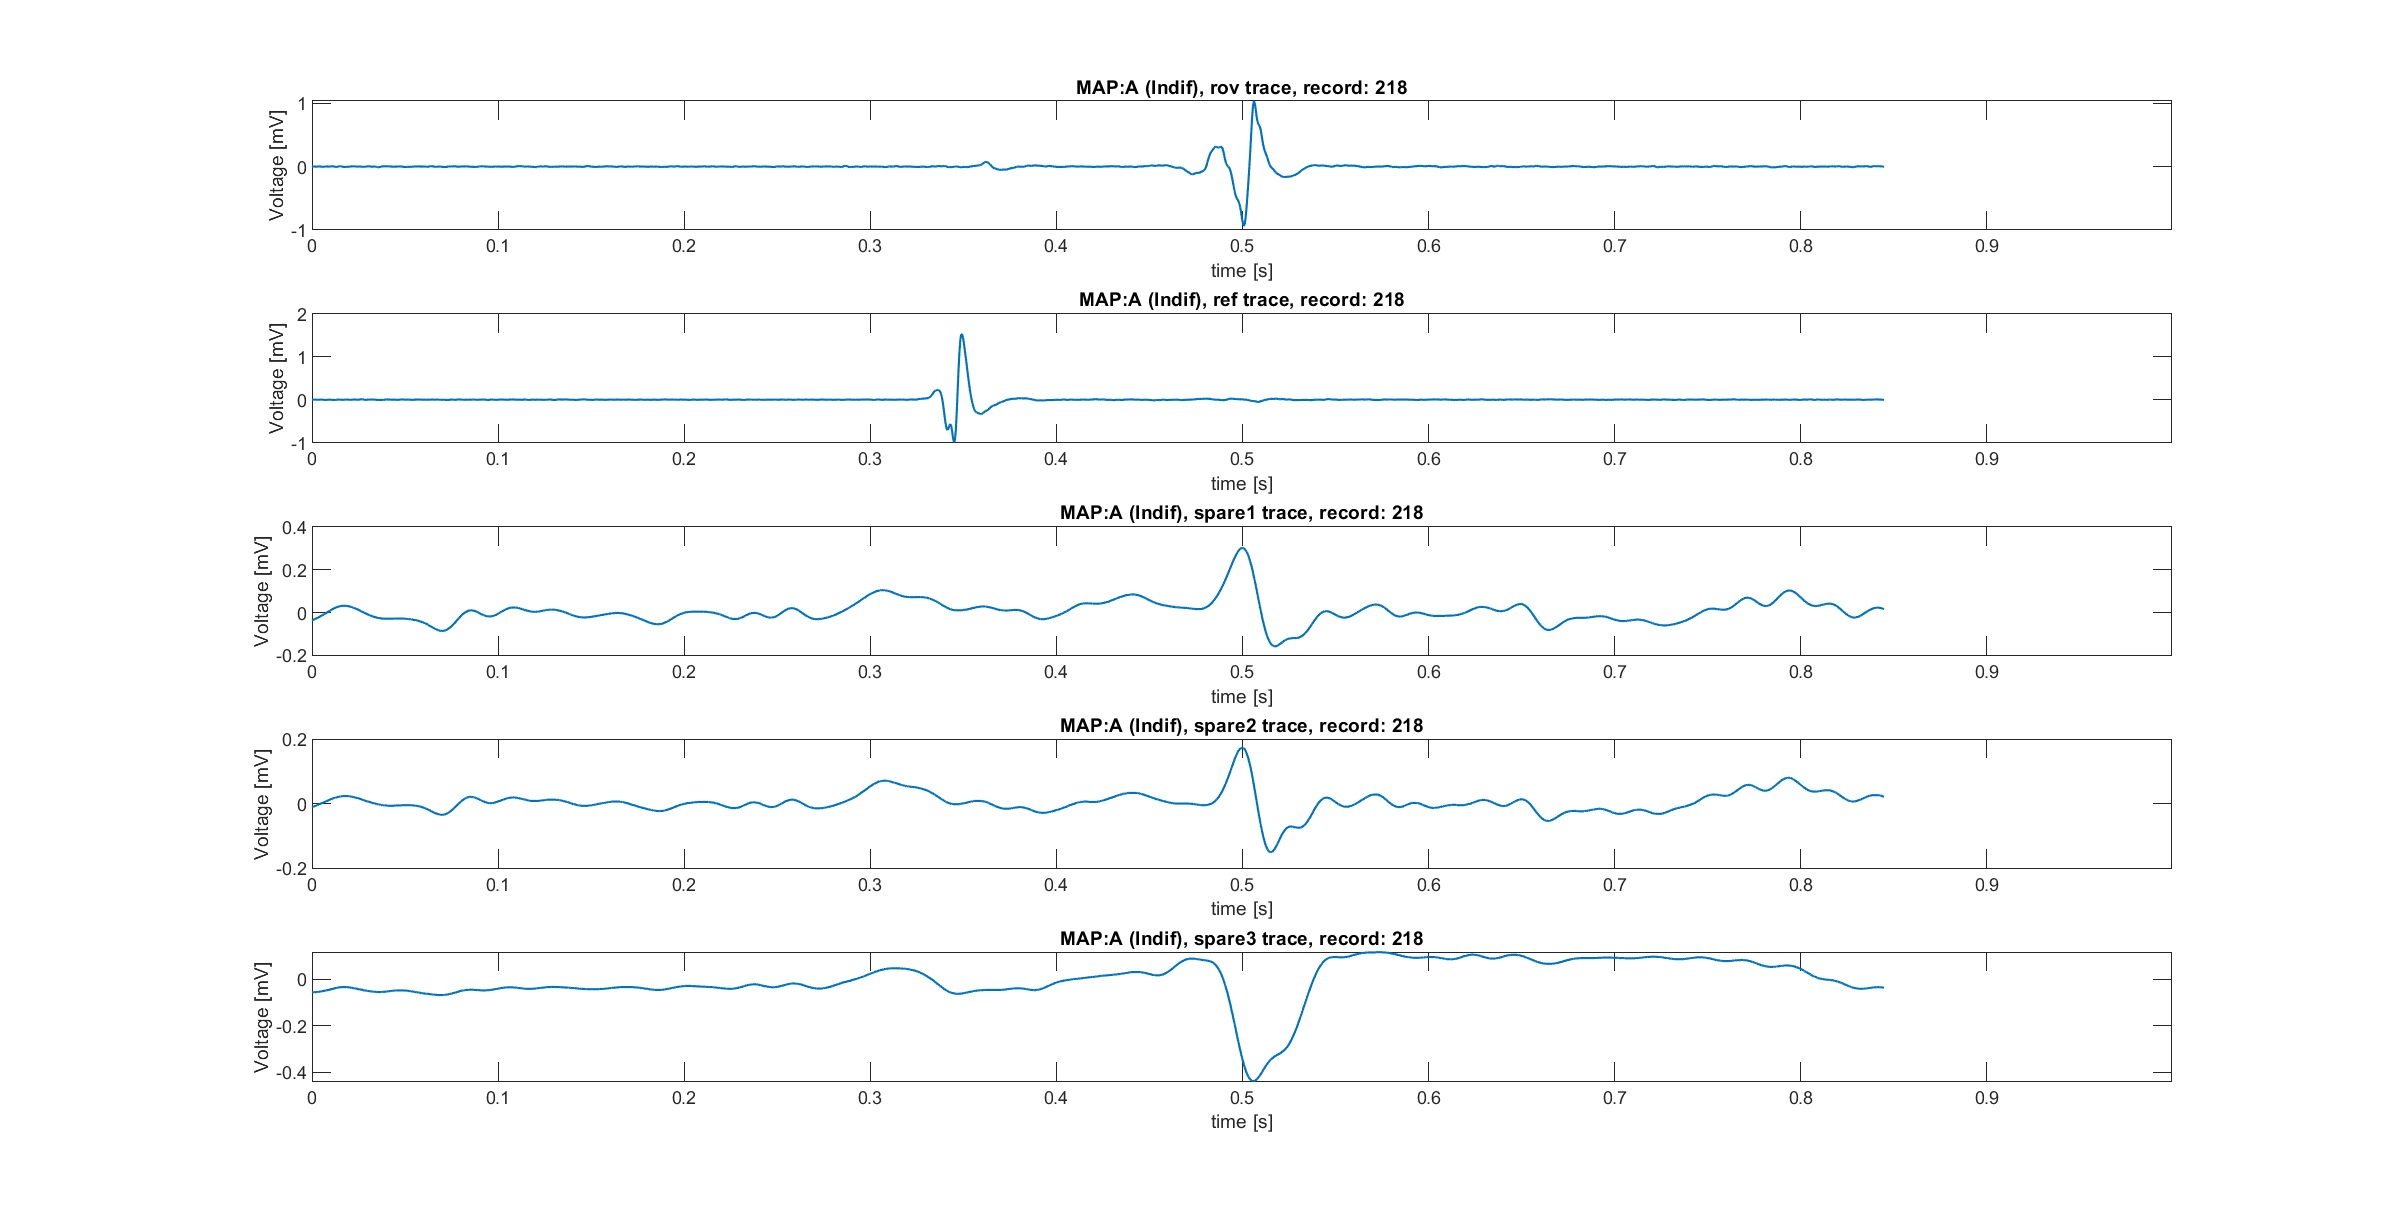 MAP:A (Indif), rov trace, record: 218
Voltage [mV]
1
0
-1
0 0.1 0.2 0.3 0.4 0.5 0.6 0.7 0.8 0.9
time [s]
MAP:A (Indif), ref trace, record: 218
Voltage [mV]
2
1
0
-1
0 0.1 0.2 0.3 0.4 0.5 0.6 0.7 0.8 0.9
time [s]
MAP:A (Indif), spare1 trace, record: 218
Voltage [mV]
0.4
0.2
0
-0.2
0 0.1 0.2 0.3 0.4 0.5 0.6 0.7 0.8 0.9
time [s]
MAP:A (Indif), spare2 trace, record: 218
Voltage [mV]
0.2
0
-0.2
0 0.1 0.2 0.3 0.4 0.5 0.6 0.7 0.8 0.9
time [s]
MAP:A (Indif), spare3 trace, record: 218
Voltage [mV]
0
-0.2
-0.4
0 0.1 0.2 0.3 0.4 0.5 0.6 0.7 0.8 0.9
time [s]